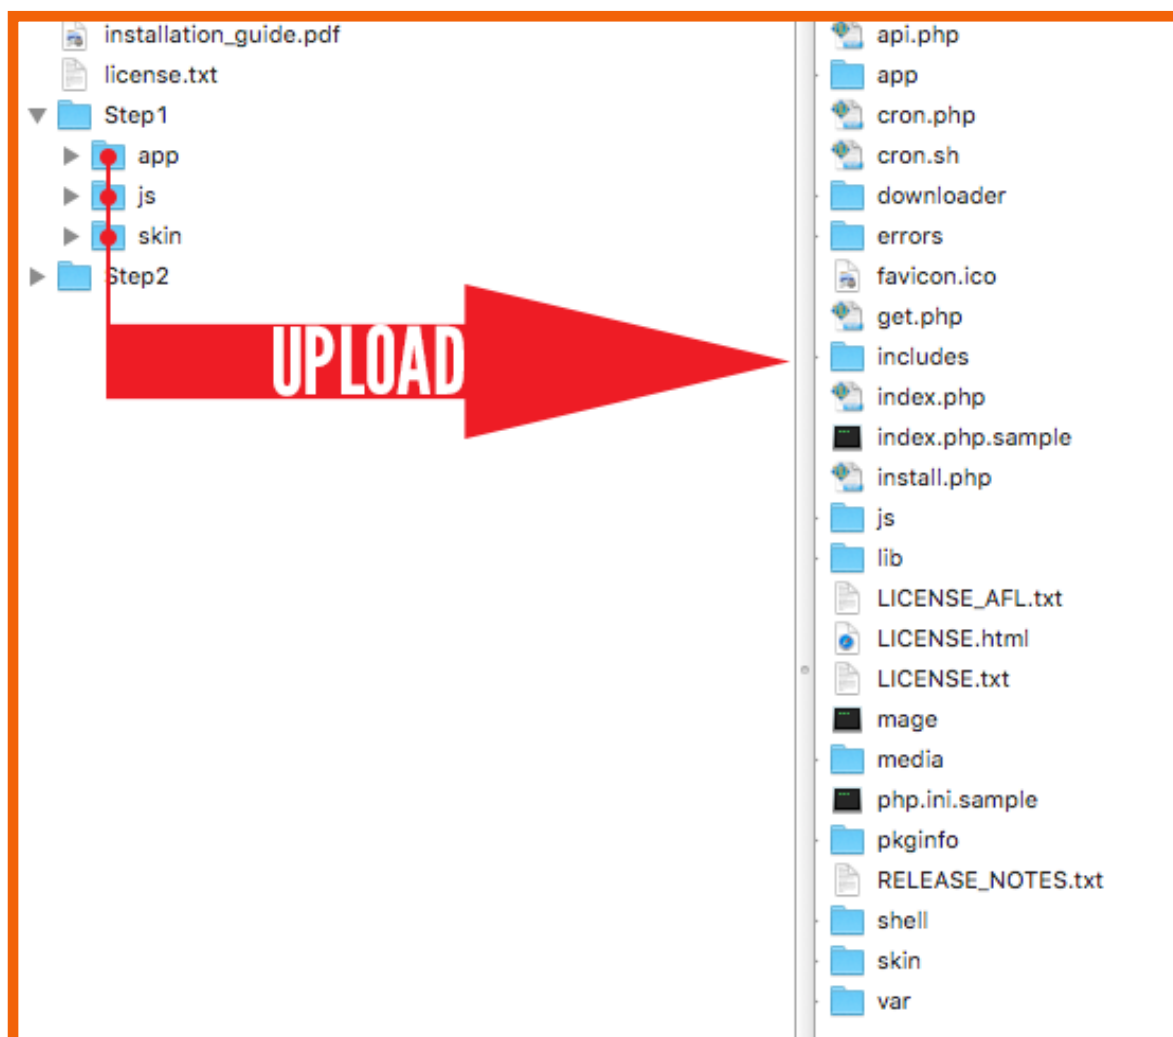 installation_guide.pdf
license.txt
Step1
app
js
skin
Step2
UPLOAD
api.php
app
cron.php
cron.sh
downloader
errors
favicon.ico
get.php
includes
index.php
index.php.sample
install.php
js
lib
LICENSE_AFL.txt
LICENSE.html
LICENSE.txt
mage
media
php.ini.sample
pkginfo
RELEASE_NOTES.txt
shell
skin
var